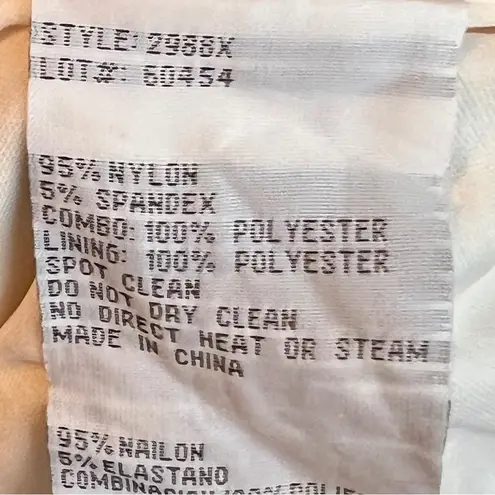 STYLE: 2988X
LOT#: 60454
95% NYLON
5% SPANDEX
COMBO: 100% POLYESTER
LINING: 100% POLYESTER
SPOT CLEAN
DO NOT DRY CLEAN
NO DIRECT HEAT OR STEAM
MADE IN CHINA
95% NAILON
5% ELASTANO